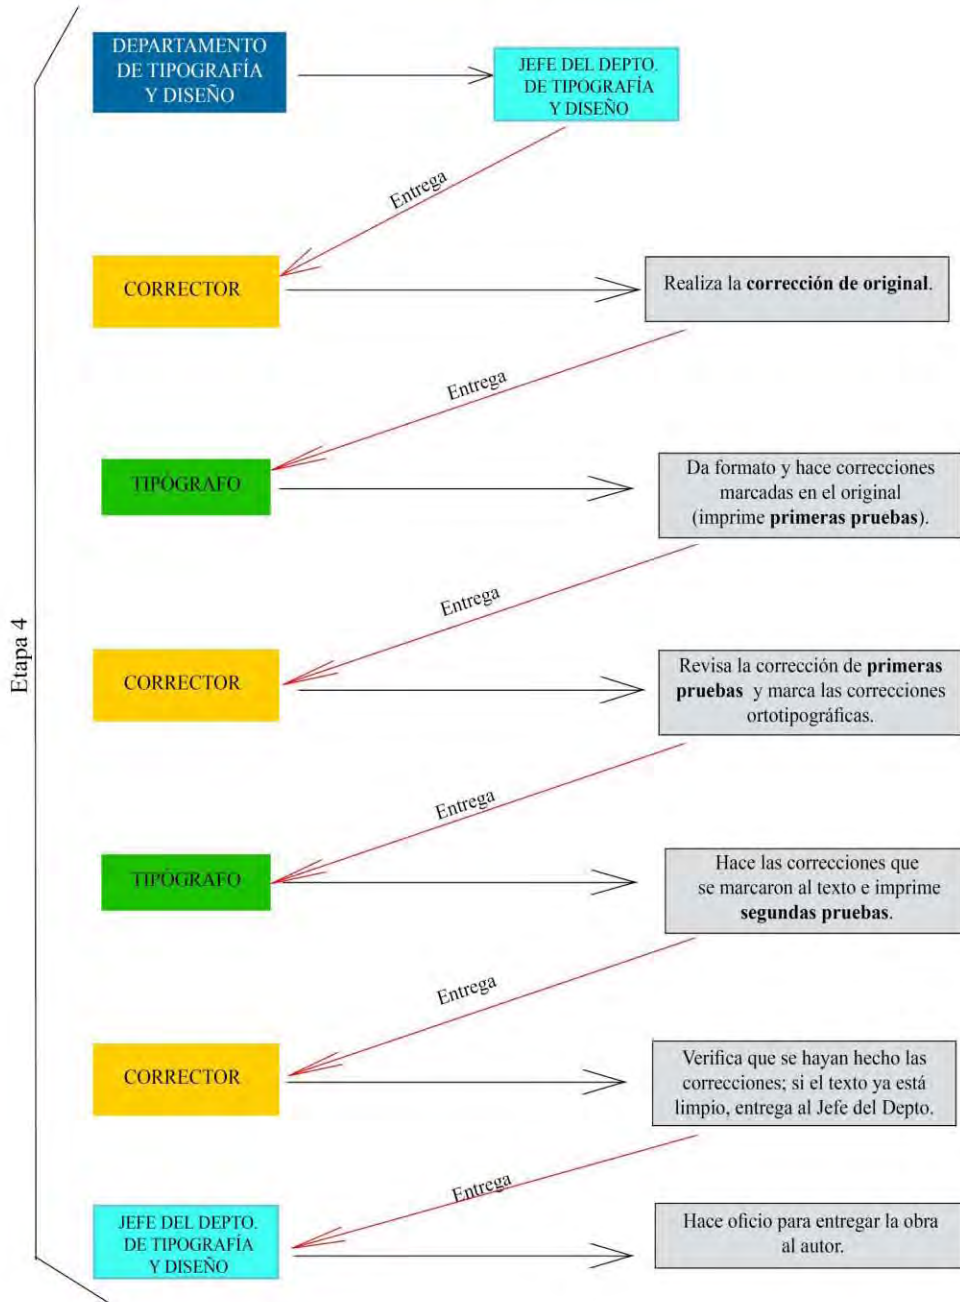 DEPARTAMENTO
DE TIPOGRAFÍA
Y DISEÑO
JEFE DEL DEPTO.
DE TIPOGRAFÍA
Y DISEÑO
Entrega
CORRECTOR
Realiza la corrección de original.
Entrega
TIPÓGRAFO
Da formato y hace correcciones
marcadas en el original
(imprime primeras pruebas).
Entrega
Etapa 4
CORRECTOR
Revisa la corrección de primeras
pruebas y marca las correcciones
ortotipográficas.
Entrega
TIPÓGRAFO
Hace las correcciones que
se marcaron al texto e imprime
segundas pruebas.
Entrega
CORRECTOR
Verifica que se hayan hecho las
correcciones; si el texto ya está
limpio, entrega al Jefe del Depto.
Entrega
JEFE DEL DEPTO.
DE TIPOGRAFÍA
Y DISEÑO
Hace oficio para entregar la obra
al autor.